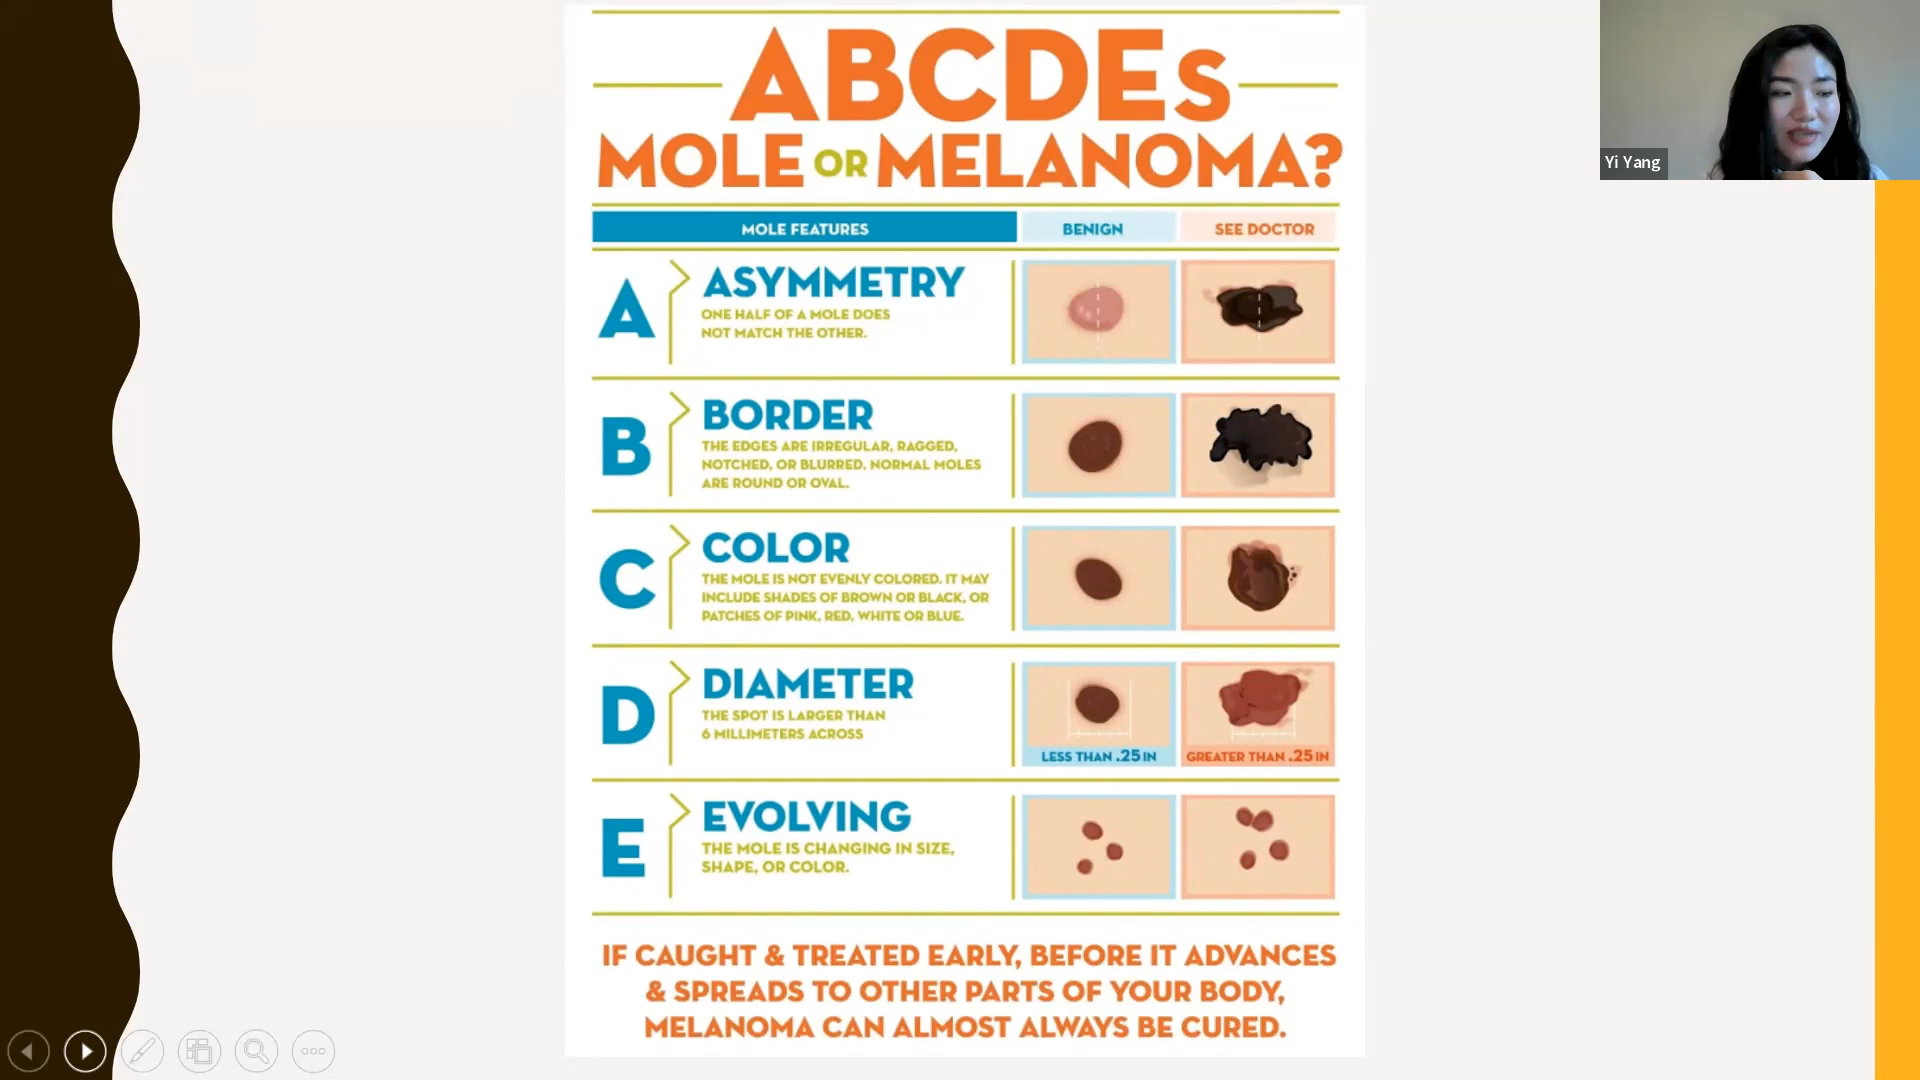 ABCDEs
MOLE OR MELANOMA?
MOLE FEATURES
BENIGN
SEE DOCTOR
A
ASYMMETRY
ONE HALF OF A MOLE DOES
NOT MATCH THE OTHER.
B
BORDER
THE EDGES ARE IRREGULAR, RAGGED,
NOTCHED, OR BLURRED. NORMAL MOLES
ARE ROUND OR OVAL.
C
COLOR
THE MOLE IS NOT EVENLY COLORED. IT MAY
INCLUDE SHADES OF BROWN OR BLACK, OR
PATCHES OF PINK, RED, WHITE OR BLUE.
D
DIAMETER
THE SPOT IS LARGER THAN
6 MILLIMETERS ACROSS
LESS THAN .25 IN
GREATER THAN .25 IN
E
EVOLVING
THE MOLE IS CHANGING IN SIZE,
SHAPE, OR COLOR.
IF CAUGHT & TREATED EARLY, BEFORE IT ADVANCES
& SPREADS TO OTHER PARTS OF YOUR BODY,
MELANOMA CAN ALMOST ALWAYS BE CURED.
Yi Yang